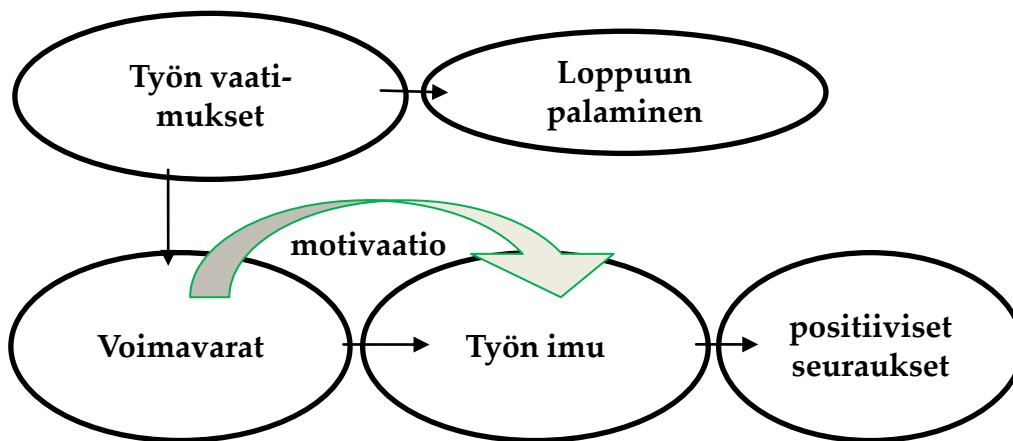 Työn vaati-
mukset
Loppuun
palaminen
motivaatio
Voimavarat
Työn imu
positiiviset
seuraukset